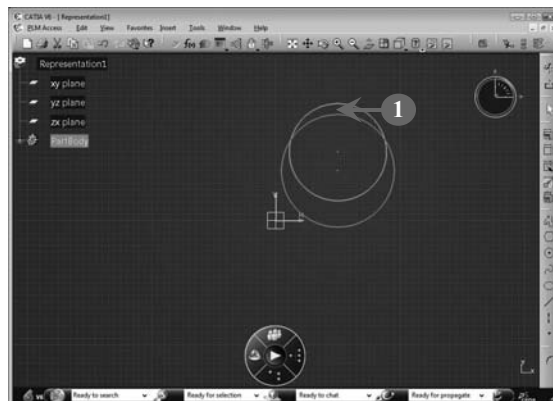 CATIA V6 - [Representation1]
PLM Access Edit View Favorites Insert Tools Window Help
Representation1
xy plane
yz plane
zx plane
PartBody
1
Ready to search
Ready for selection
Ready to chat
Ready for propagate